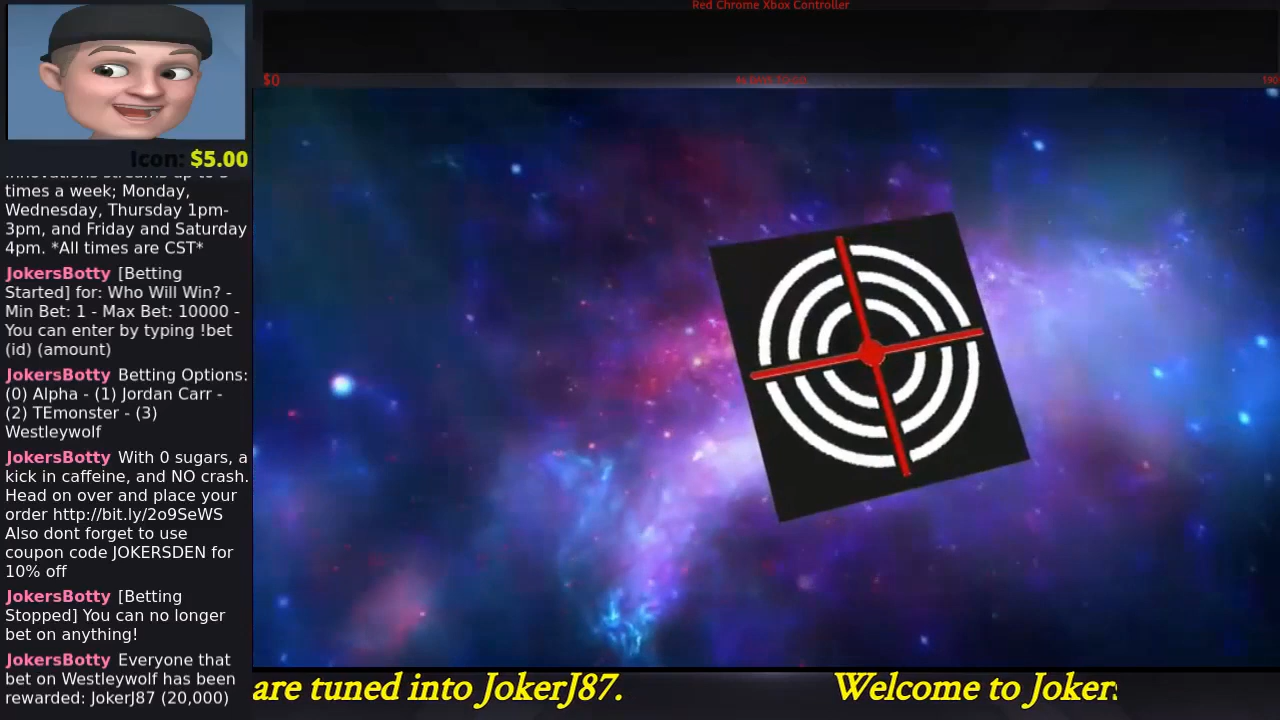 Red Chrome Xbox Controller
$0
190
Icon: $5.00
times a week; Monday,
Wednesday, Thursday 1pm-
3pm, and Friday and Saturday
4pm. *All times are CST*
JokersBotty [Betting
Started] for: Who Will Win? -
Min Bet: 1 - Max Bet: 10000 -
You can enter by typing !bet
(id) (amount)
JokersBotty Betting Options:
(0) Alpha - (1) Jordan Carr -
(2) TEmonster - (3)
Westleywolf
JokersBotty With 0 sugars, a
kick in caffeine, and NO crash.
Head on over and place your
order http://bit.ly/2o9SeWS
Also dont forget to use
coupon code JOKERSDEN for
10% off
JokersBotty [Betting
Stopped] You can no longer
bet on anything!
JokersBotty Everyone that
bet on Westleywolf has been
rewarded: JokerJ87 (20,000)
are tuned into JokerJ87. Welcome to Joker